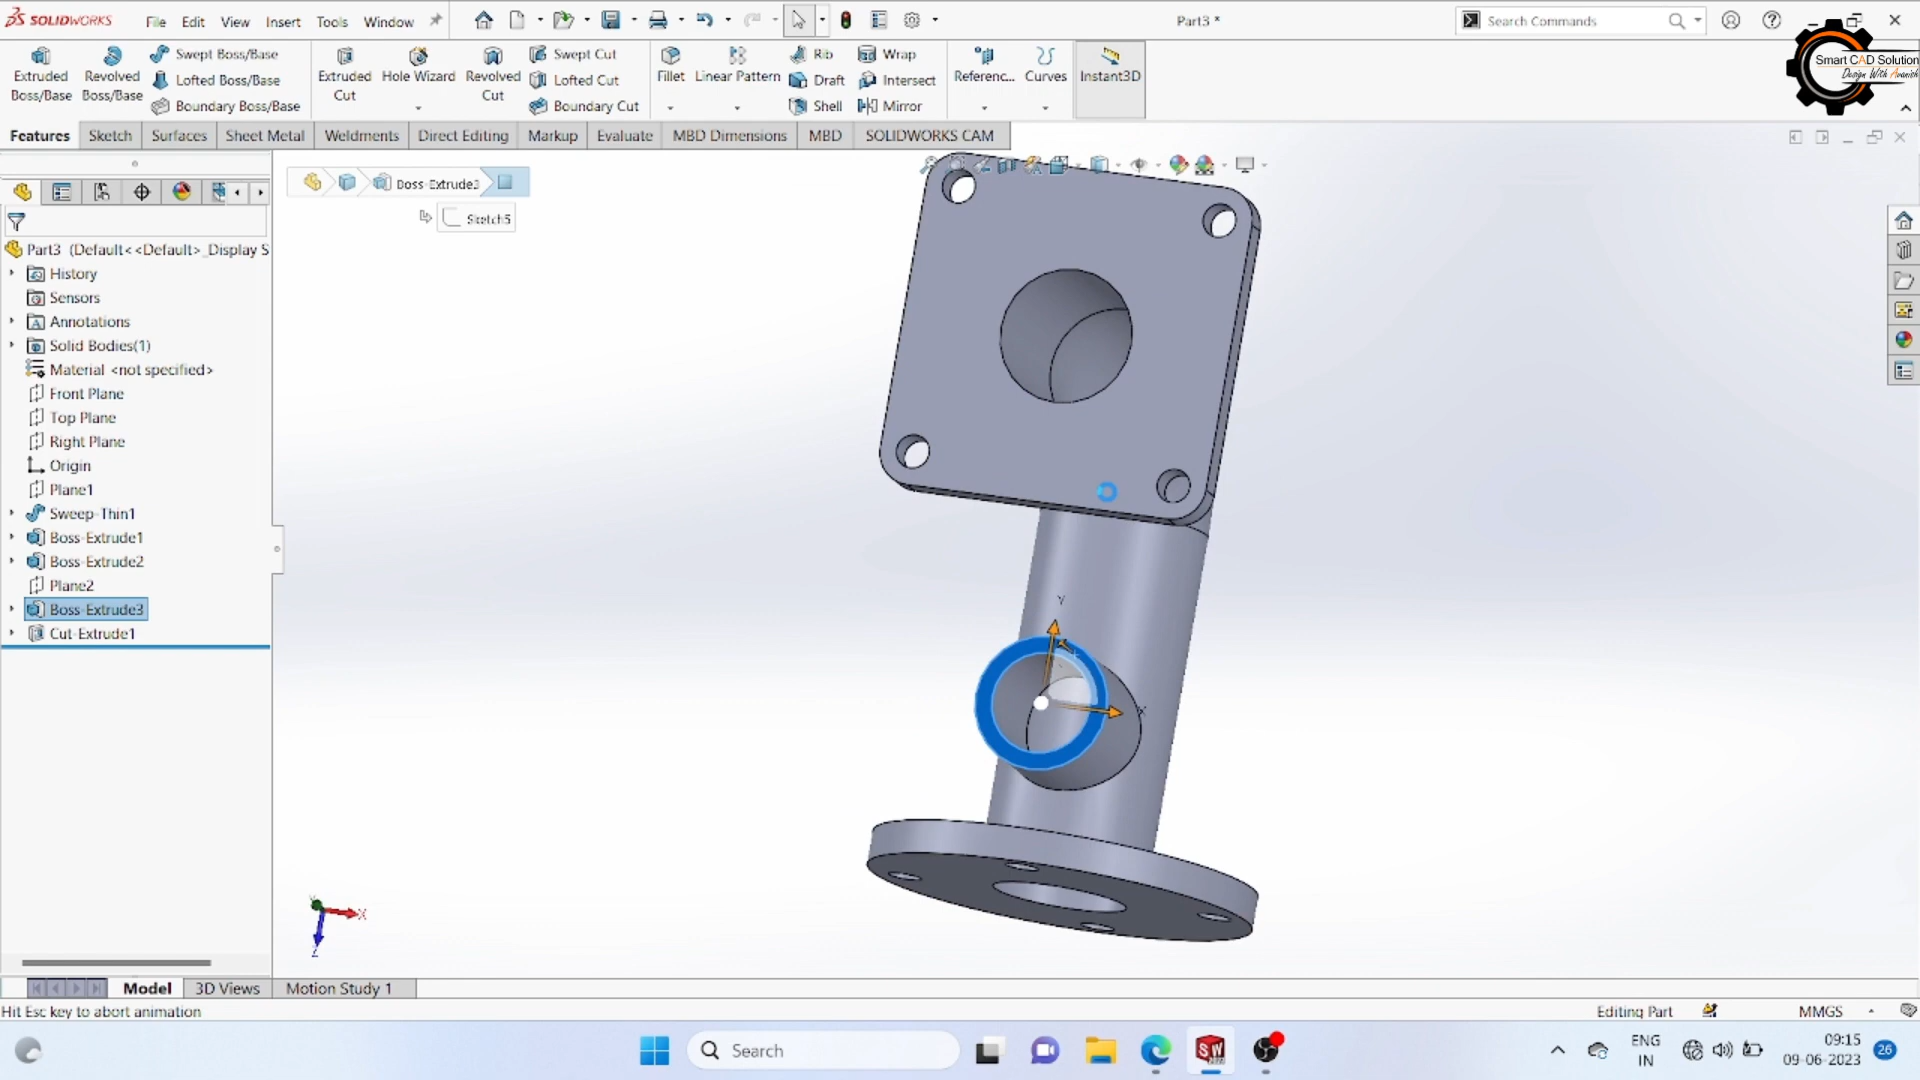 SOLIDWORKS File Edit View Insert Tools Window Part3 * Search Commands
Smart CAD Solution
Design With Avanish
Extruded Boss/Base
Revolved Boss/Base
Swept Boss/Base
Lofted Boss/Base
Boundary Boss/Base
Extruded Cut
Hole Wizard
Revolved Cut
Swept Cut
Lofted Cut
Boundary Cut
Fillet
Linear Pattern
Rib
Draft
Shell
Wrap
Intersect
Mirror
Referenc...
Curves
Instant3D
Features Sketch Surfaces Sheet Metal Weldments Direct Editing Markup Evaluate MBD Dimensions MBD SOLIDWORKS CAM
Boss-Extrude3
Sketch5
Part3 (Default<<Default>_Display S
History
Sensors
Annotations
Solid Bodies(1)
Material <not specified>
Front Plane
Top Plane
Right Plane
Origin
Plane1
Sweep-Thin1
Boss-Extrude1
Boss-Extrude2
Plane2
Boss-Extrude3
Cut-Extrude1
Y
X
Y
X
Z
Model 3D Views Motion Study 1
Hit Esc key to abort animation Editing Part MMGS
Search
SW
ENG
IN
09:15
09-06-2023
26